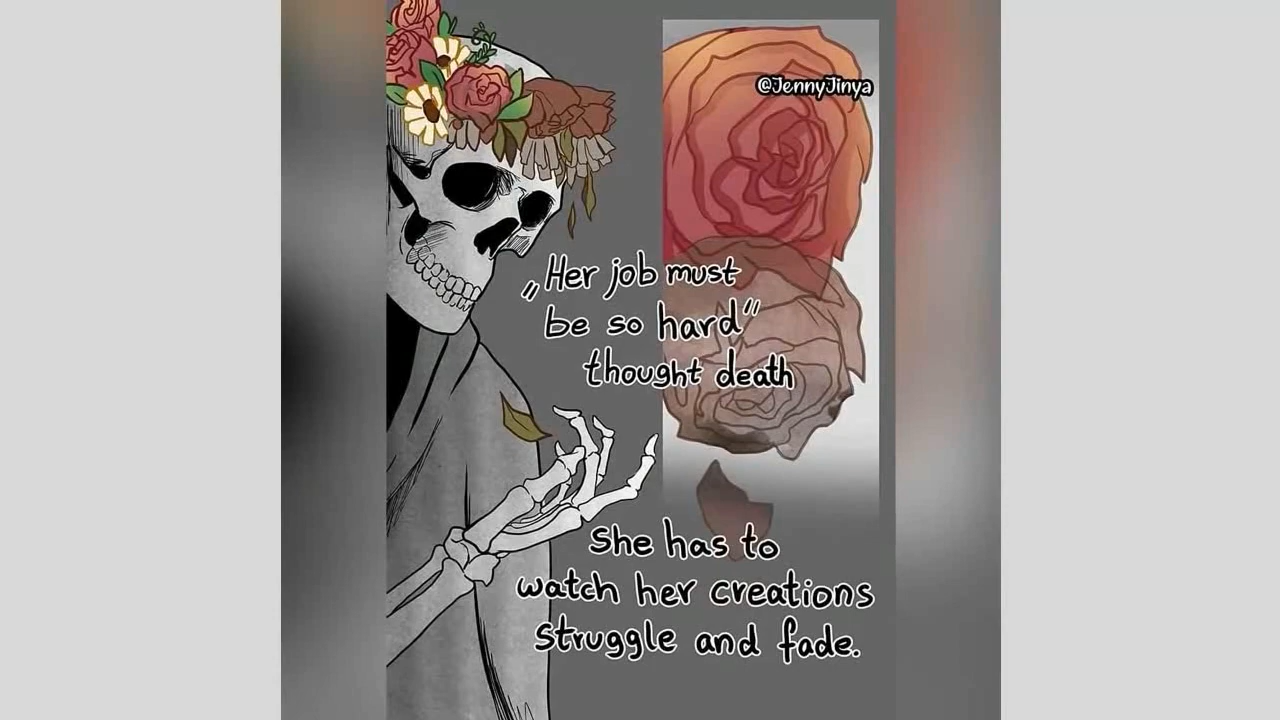 @JennyJinya
„Her job must
be so hard“
thought death
She has to
watch her creations
struggle and fade.